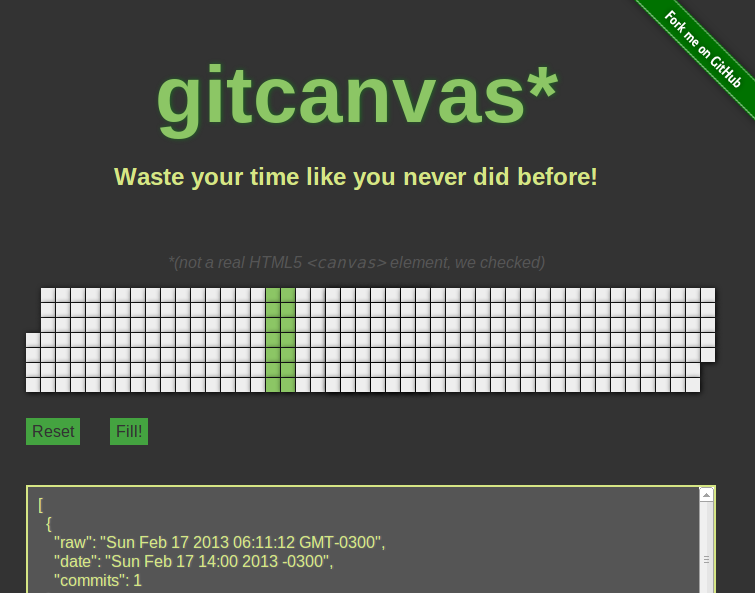 Fork me on GitHub
gitcanvas*
Waste your time like you never did before!
*(not a real HTML5 <canvas> element, we checked)
Reset
Fill!
[
{
"raw": "Sun Feb 17 2013 06:11:12 GMT-0300",
"date": "Sun Feb 17 14:00 2013 -0300",
"commits": 1